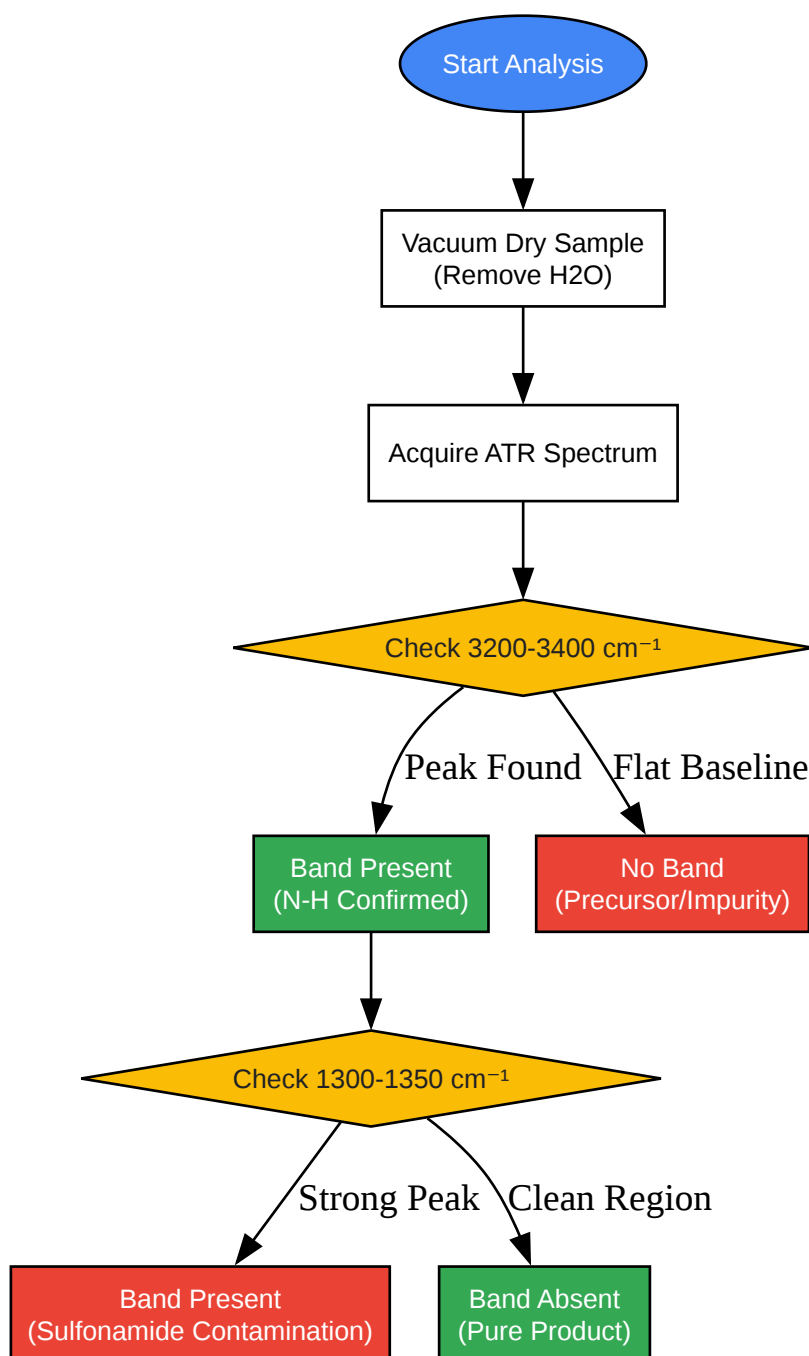 Start Analysis
Vacuum Dry Sample
(Remove H2O)
Acquire ATR Spectrum
Check 3200-3400 cm⁻¹
Peak Found
Flat Baseline
Band Present
(N-H Confirmed)
No Band
(Precursor/Impurity)
Check 1300-1350 cm⁻¹
Strong Peak
Clean Region
Band Present
(Sulfonamide Contamination)
Band Absent
(Pure Product)